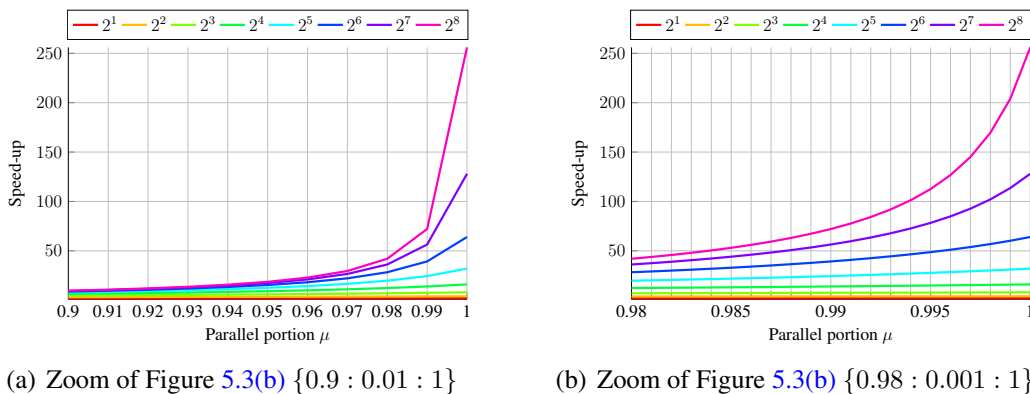 2^1 2^2 2^3 2^4 2^5 2^6 2^7 2^8
250
200
150
100
50
Speed-up
0.9 0.91 0.92 0.93 0.94 0.95 0.96 0.97 0.98 0.99 1
Parallel portion μ
(a) Zoom of Figure 5.3(b) {0.9 : 0.01 : 1}
2^1 2^2 2^3 2^4 2^5 2^6 2^7 2^8
250
200
150
100
50
Speed-up
0.98 0.985 0.99 0.995 1
Parallel portion μ
(b) Zoom of Figure 5.3(b) {0.98 : 0.001 : 1}